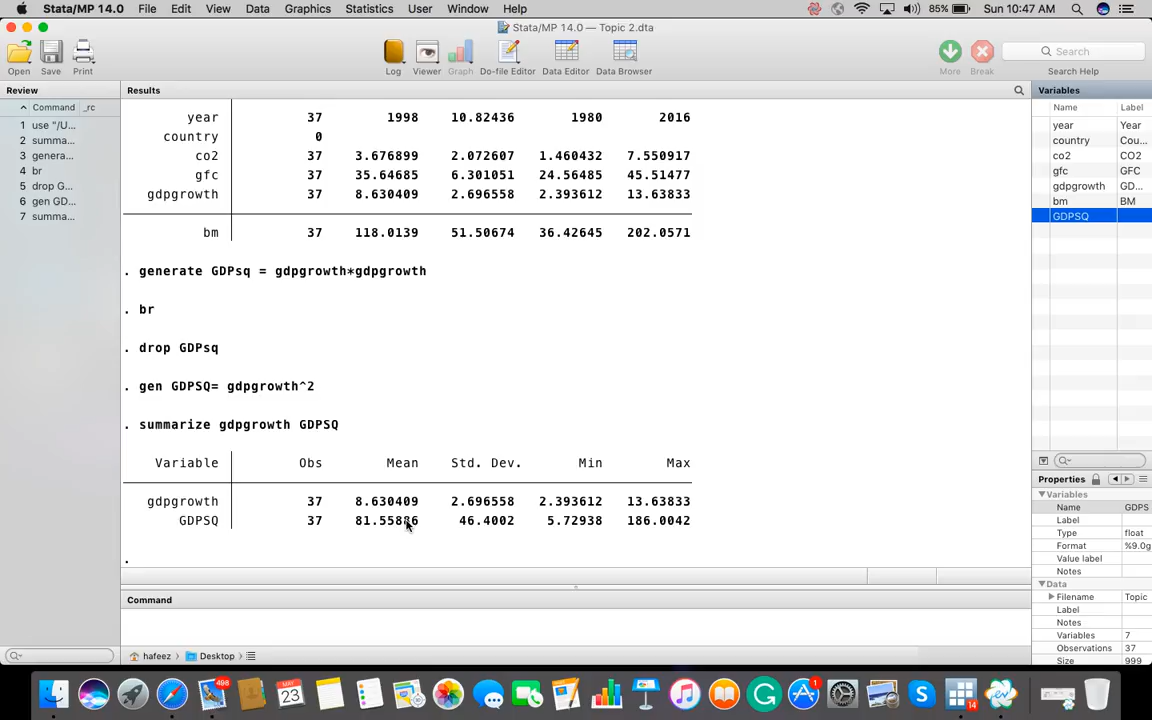 Stata/MP 14.0 File Edit View Data Graphics Statistics User Window Help 85% Sun 10:47 AM
Stata/MP 14.0 — Topic 2.dta
Open Save Print Log Viewer Graph Do-file Editor Data Editor Data Browser More Break Search
Search Help
Review Results Variables
Command _rc
1 use "/U...
2 summa...
3 genera...
4 br
5 drop G...
6 gen GD...
7 summa...
year 37 1998 10.82436 1980 2016
country 0
co2 37 3.676899 2.072607 1.460432 7.550917
gfc 37 35.64685 6.301051 24.56485 45.51477
gdpgrowth 37 8.630409 2.696558 2.393612 13.63833
bm 37 118.0139 51.50674 36.42645 202.0571
. generate GDPsq = gdpgrowth*gdpgrowth
. br
. drop GDPsq
. gen GDPSQ= gdpgrowth^2
. summarize gdpgrowth GDPSQ
Variable Obs Mean Std. Dev. Min Max
gdpgrowth 37 8.630409 2.696558 2.393612 13.63833
GDPSQ 37 81.55886 46.4002 5.72938 186.0042
.
Command
hafeez Desktop
Name Label
year Year
country Cou...
co2 CO2
gfc GFC
gdpgrowth GD...
bm BM
GDPSQ
Properties
Variables
Name GDPS
Label
Type float
Format %9.0g
Value label
Notes
Data
Filename Topic
Label
Notes
Variables 7
Observations 37
Size 999
498
MAY
23
1
14